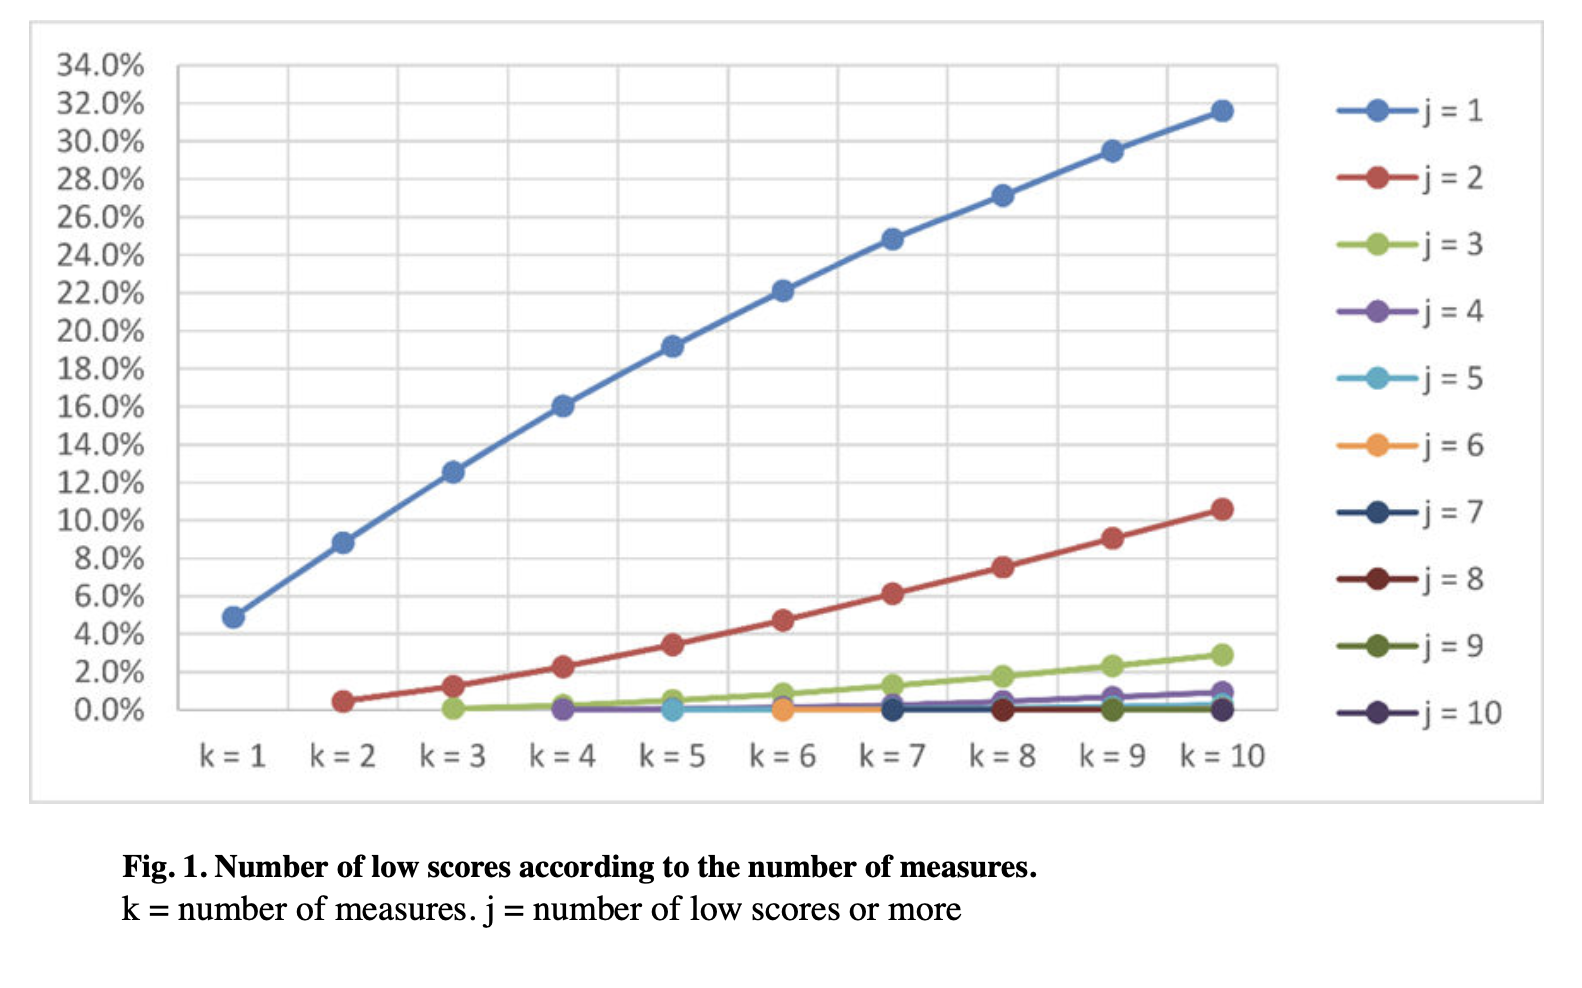 34.0%
32.0%
30.0%
28.0%
26.0%
24.0%
22.0%
20.0%
18.0%
16.0%
14.0%
12.0%
10.0%
8.0%
6.0%
4.0%
2.0%
0.0%
k = 1 k = 2 k = 3 k = 4 k = 5 k = 6 k = 7 k = 8 k = 9 k = 10
j = 1
j = 2
j = 3
j = 4
j = 5
j = 6
j = 7
j = 8
j = 9
j = 10
Fig. 1. Number of low scores according to the number of measures.
k = number of measures. j = number of low scores or more